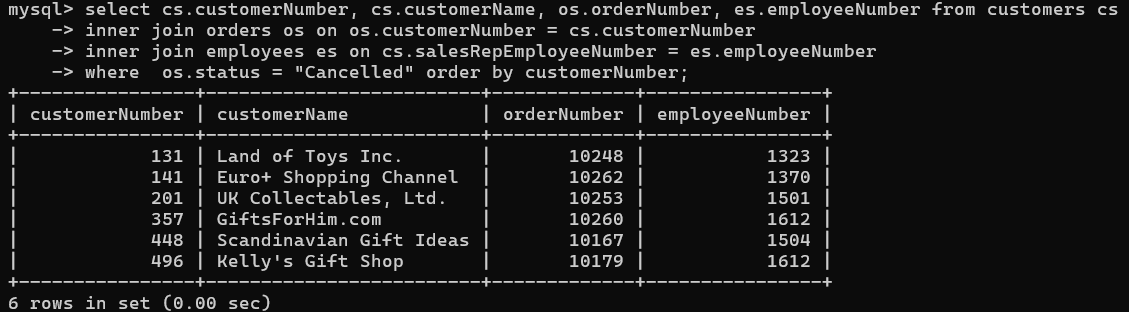 mysql> select cs.customerNumber, cs.customerName, os.orderNumber, es.employeeNumber from customers cs
    -> inner join orders os on os.customerNumber = cs.customerNumber
    -> inner join employees es on cs.salesRepEmployeeNumber = es.employeeNumber
    -> where  os.status = "Cancelled" order by customerNumber;
+----------------+------------------------+-------------+----------------+
| customerNumber | customerName           | orderNumber | employeeNumber |
+----------------+------------------------+-------------+----------------+
|            131 | Land of Toys Inc.      |       10248 |           1323 |
|            141 | Euro+ Shopping Channel |       10262 |           1370 |
|            201 | UK Collectables, Ltd.  |       10253 |           1501 |
|            357 | GiftsForHim.com        |       10260 |           1612 |
|            448 | Scandinavian Gift Ideas |       10167 |           1504 |
|            496 | Kelly's Gift Shop      |       10179 |           1612 |
+----------------+------------------------+-------------+----------------+
6 rows in set (0.00 sec)